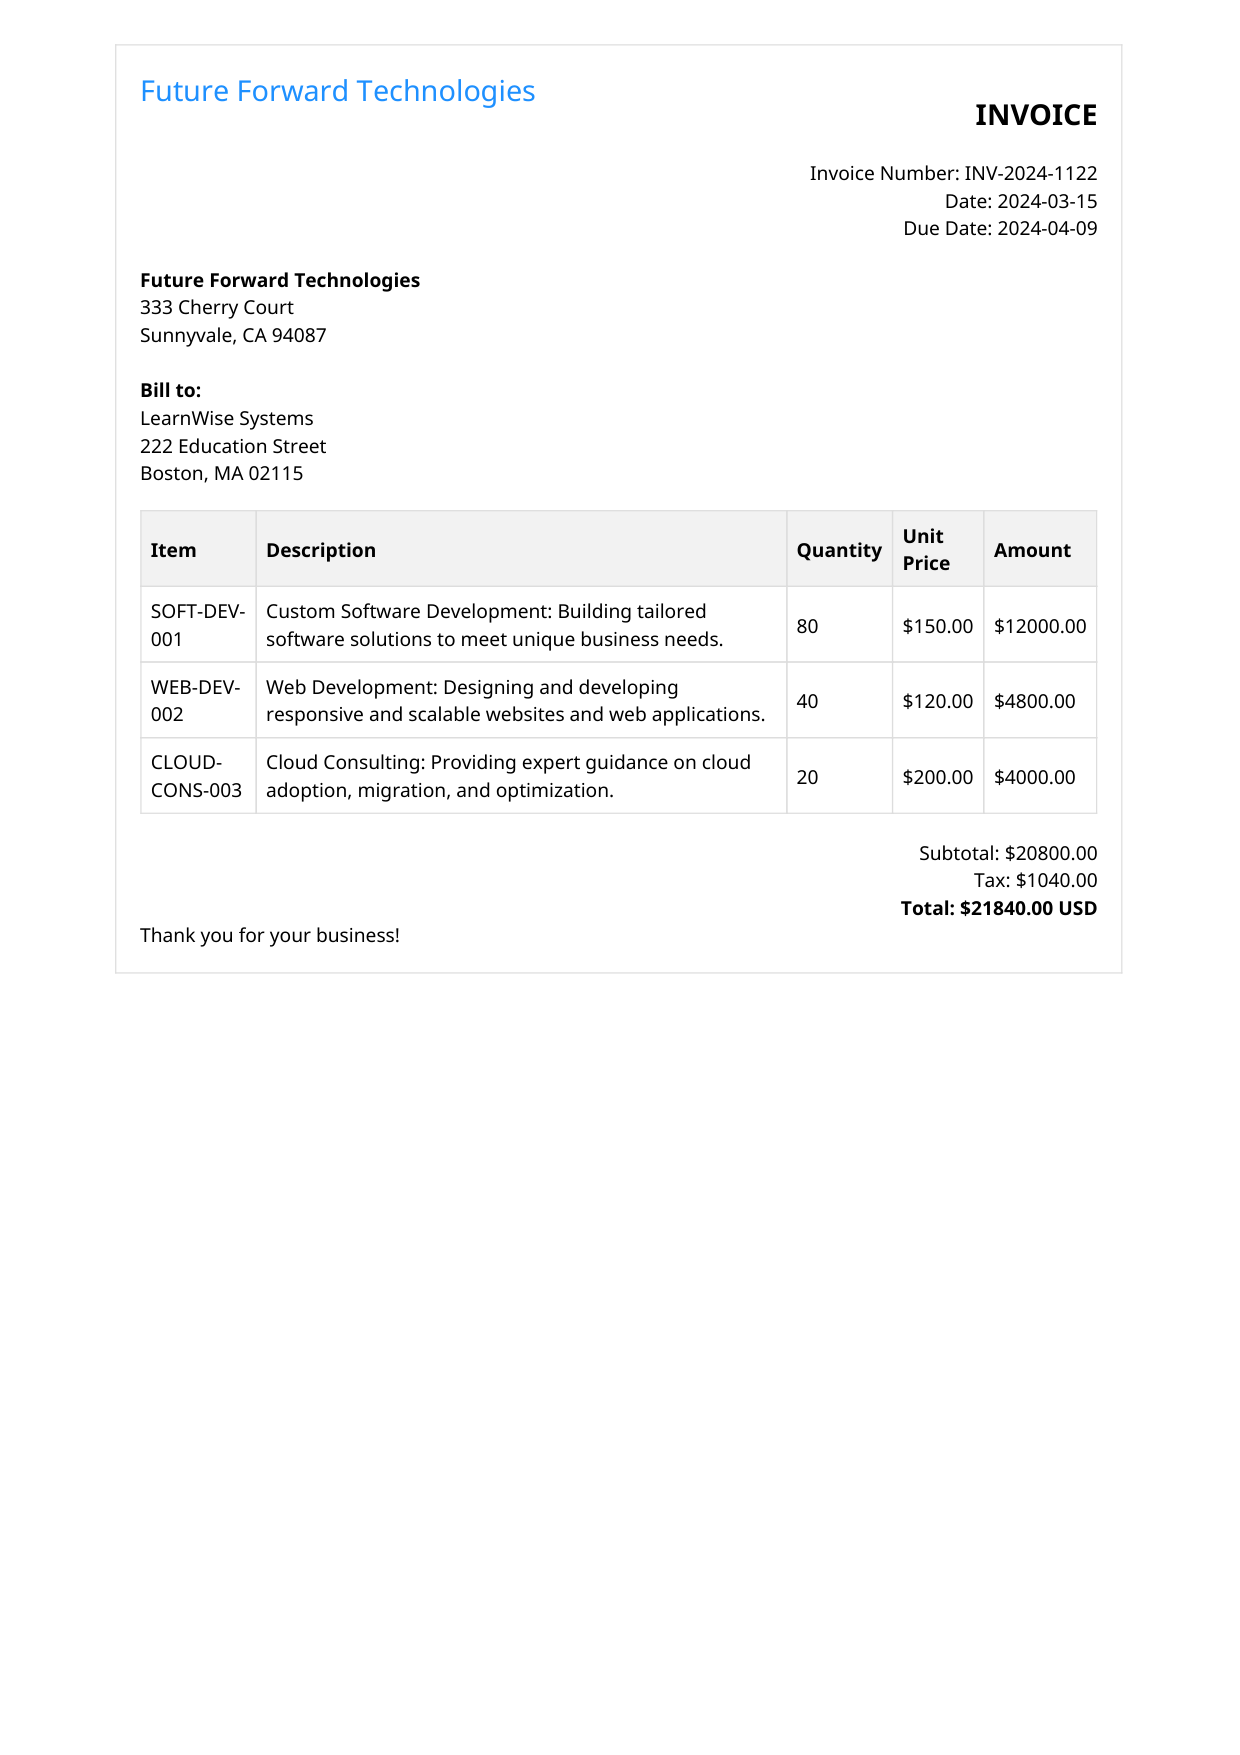 Future Forward Technologies
INVOICE
Invoice Number: INV-2024-1122
Date: 2024-03-15
Due Date: 2024-04-09
Future Forward Technologies
333 Cherry Court
Sunnyvale, CA 94087
Bill to:
LearnWise Systems
222 Education Street
Boston, MA 02115
Item Description Quantity Unit Price Amount
SOFT-DEV-
001
Custom Software Development: Building tailored
software solutions to meet unique business needs.
80 $150.00 $12000.00
WEB-DEV-
002
Web Development: Designing and developing
responsive and scalable websites and web applications.
40 $120.00 $4800.00
CLOUD-
CONS-003
Cloud Consulting: Providing expert guidance on cloud
adoption, migration, and optimization.
20 $200.00 $4000.00
Subtotal: $20800.00
Tax: $1040.00
Total: $21840.00 USD
Thank you for your business!